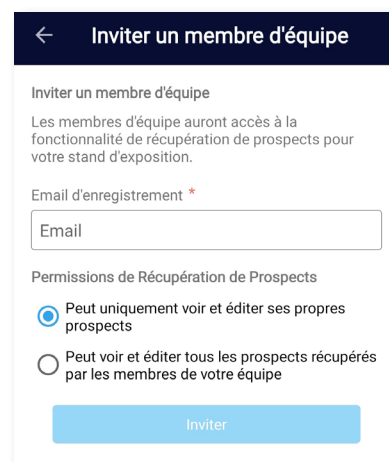 Inviter un membre d'équipe
Inviter un membre d'équipe
Les membres d'équipe auront accès à la
fonctionnalité de récupération de prospects pour
votre stand d'exposition.
Email d'enregistrement *
Email
Permissions de Récupération de Prospects
Peut uniquement voir et éditer ses propres
prospects
Peut voir et éditer tous les prospects récupérés
par les membres de votre équipe
Inviter